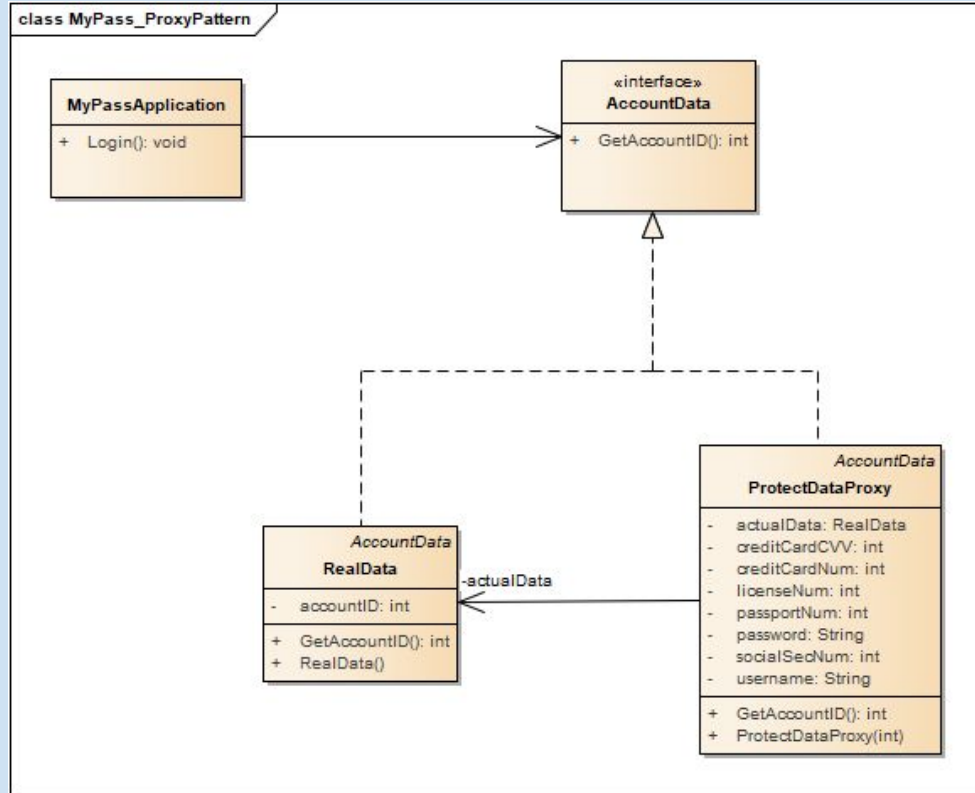 class MyPass_ProxyPattern
MyPassApplication
+ Login(): void
«interface»
AccountData
+ GetAccountID(): int
AccountData
RealData
- accountID: int
+ GetAccountID(): int
+ RealData()
-actualData
AccountData
ProtectDataProxy
- actualData: RealData
- creditCardCVV: int
- creditCardNum: int
- licenseNum: int
- passportNum: int
- password: String
- socialSecNum: int
- username: String
+ GetAccountID(): int
+ ProtectDataProxy(int)